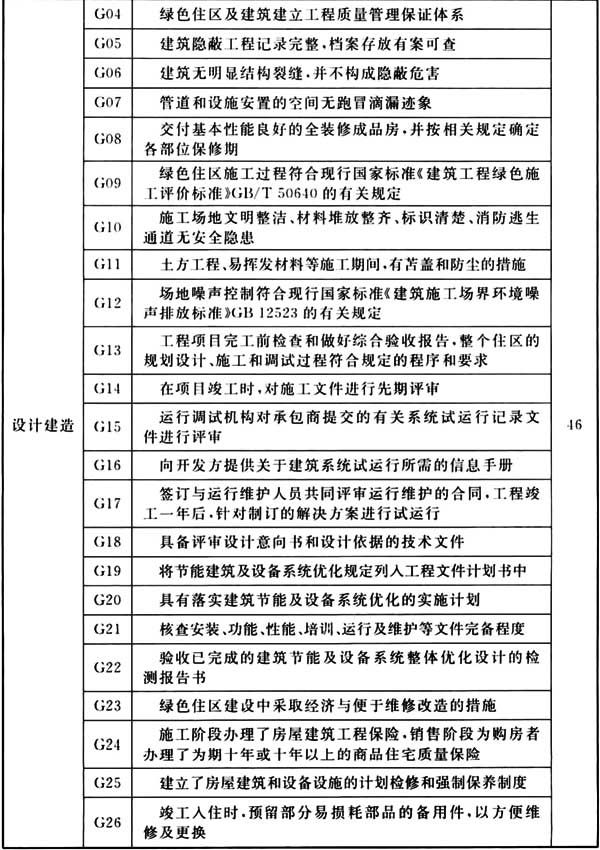 G04 绿色住区及建筑建立工程质量管理保证体系
G05 建筑隐蔽工程记录完整,档案存放有案可查
G06 建筑无明显结构裂缝,并不构成隐蔽危害
G07 管道和设施安置的空间无跑冒滴漏迹象
G08 交付基本性能良好的全装修成品房,并按相关规定确定
各部位保修期
G09 绿色住区施工过程符合现行国家标准《建筑工程绿色施
工评价标准》GB/T 50640 的有关规定
G10 施工场地文明整洁、材料堆放整齐、标识清楚、消防逃生
通道无安全隐患
G11 土方工程、易挥发材料等施工期间,有苫盖和防尘的措施
G12 场地噪声控制符合现行国家标准《建筑施工场界环境噪
声排放标准》GB 12523 的有关规定
G13 工程项目完工前检查和做好综合验收报告,整个住区的
规划设计、施工和调试过程符合规定的程序和要求
G14 在项目竣工时,对施工文件进行先期评审
设计建造 G15 运行调试机构对承包商提交的有关系统试运行记录文 46
件进行评审
G16 向开发方提供关于建筑系统试运行所需的信息手册
G17 签订与运行维护人员共同评审运行维护的合同,工程竣
工一年后,针对制订的解决方案进行试运行
G18 具备评审设计意向书和设计依据的技术文件
G19 将节能建筑及设备系统优化规定列入工程文件计划书中
G20 具有落实建筑节能及设备系统优化的实施计划
G21 核查安装、功能、性能、培训、运行及维护等文件完备程度
G22 验收已完成的建筑节能及设备系统整体优化设计的检
测报告书
G23 绿色住区建设中采取经济与便于维修改造的措施
G24 施工阶段办理了房屋建筑工程保险,销售阶段为购房者
办理了为期十年或十年以上的商品住宅质量保险
G25 建立了房屋建筑和设备设施的计划检修和强制保养制度
G26 竣工入住时,预留部分易损耗部品的备用件,以方便维
修及更换